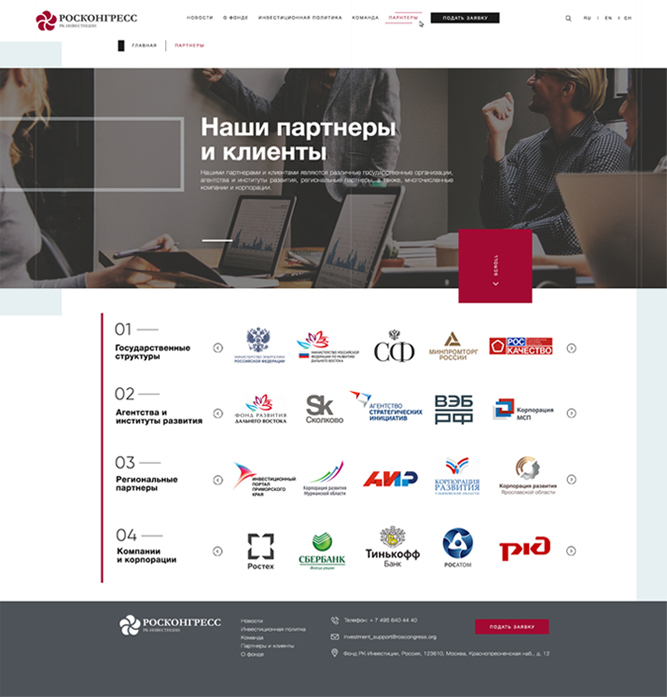 РОСКОНГРЕСС
РК ИНВЕСТИЦИИ
НОВОСТИ О ФОНДЕ ИНВЕСТИЦИОННАЯ ПОЛИТИКА КОМАНДА ПАРНТЕРЫ ПОДАТЬ ЗАЯВКУ RU | EN | CH
ГЛАВНАЯ | ПАРТНЕРЫ
Наши партнеры
и клиенты
Нашими партнерами и клиентами являются различные государственные организации,
агентства и институты развития, региональные партнеры, а также, многочисленные
компании и корпорации.
SCROLL
01
Государственные
структуры
МИНИСТЕРСТВО ЭНЕРГЕТИКИ
РОССИЙСКОЙ ФЕДЕРАЦИИ
МИНИСТЕРСТВО РОССИЙСКОЙ
ФЕДЕРАЦИИ ПО РАЗВИТИЮ
ДАЛЬНЕГО ВОСТОКА
СФ
МИНПРОМТОРГ
РОССИИ
РОС
КАЧЕСТВО
02
Агентства и
институты развития
ФОНД РАЗВИТИЯ
ДАЛЬНЕГО ВОСТОКА
Sk
Сколково
АГЕНТСТВО
СТРАТЕГИЧЕСКИХ
ИНИЦИАТИВ
ВЭБ
РФ
Корпорация
МСП
03
Региональные
партнеры
ИНВЕСТИЦИОННЫЙ
ПОРТАЛ
ПРИМОРСКОГО
КРАЯ
Корпорация развития
Мурманской области
АИР
КОРПОРАЦИЯ
РАЗВИТИЯ
УЛЬЯНОВСКОЙ ОБЛАСТИ
Корпорация развития
Ярославской области
04
Компании
и корпорации
Ростех
СБЕРБАНК
Всегда рядом
Тинькофф
Банк
РОСАТОМ
ржд
РОСКОНГРЕСС
РК ИНВЕСТИЦИИ
Новости
Инвестиционная политка
Команда
Партнеры и клиенты
О фонде
Телефон: + 7 495 640 44 40
investment_support@roscongress.org
Фонд РК Инвестиции, Россия, 123610, Москва, Краснопресненская наб., д. 12
ПОДАТЬ ЗАЯВКУ